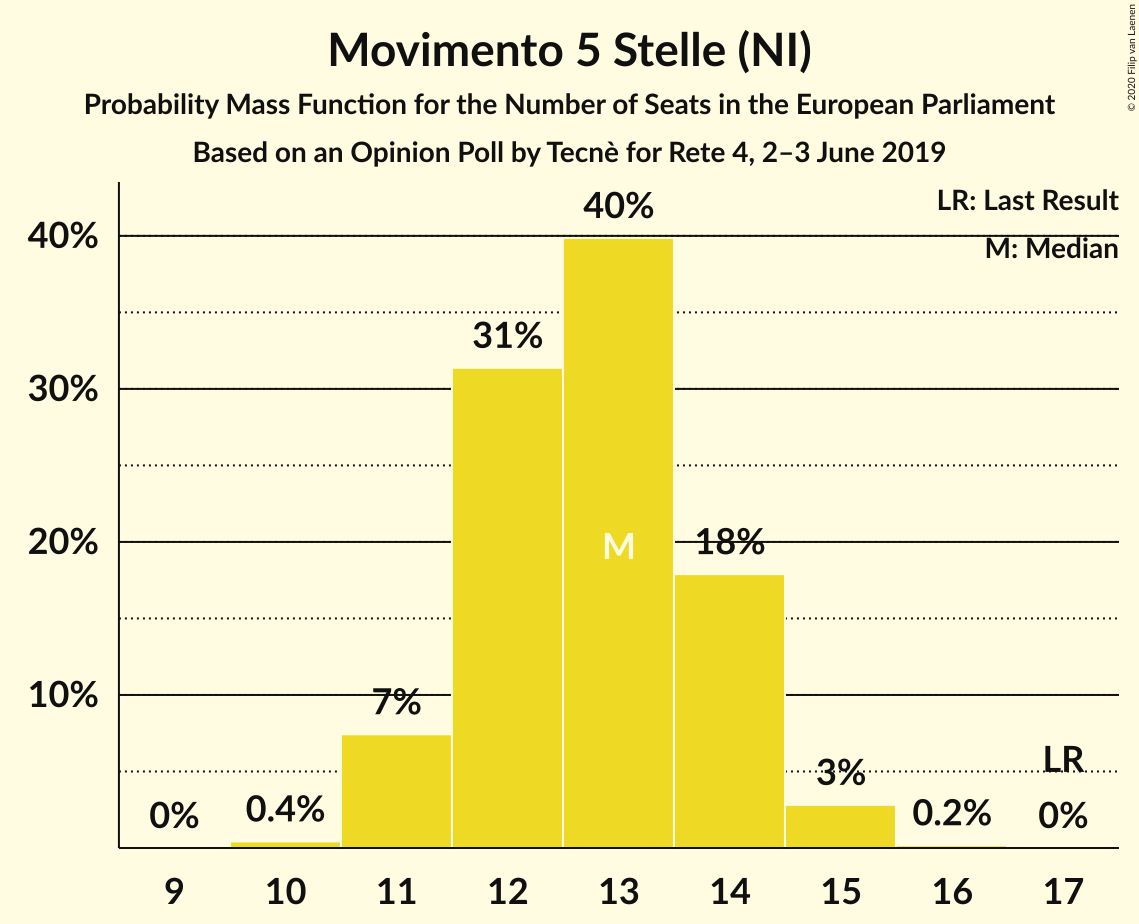 Movimento 5 Stelle (NI)
Probability Mass Function for the Number of Seats in the European Parliament
Based on an Opinion Poll by Tecnè for Rete 4, 2–3 June 2019
© 2020 Filip van Laenen
LR: Last Result
M: Median
40%
30%
20%
10%
0%
0.4%
7%
31%
40%
M
18%
3%
0.2%
LR
0%
9 10 11 12 13 14 15 16 17